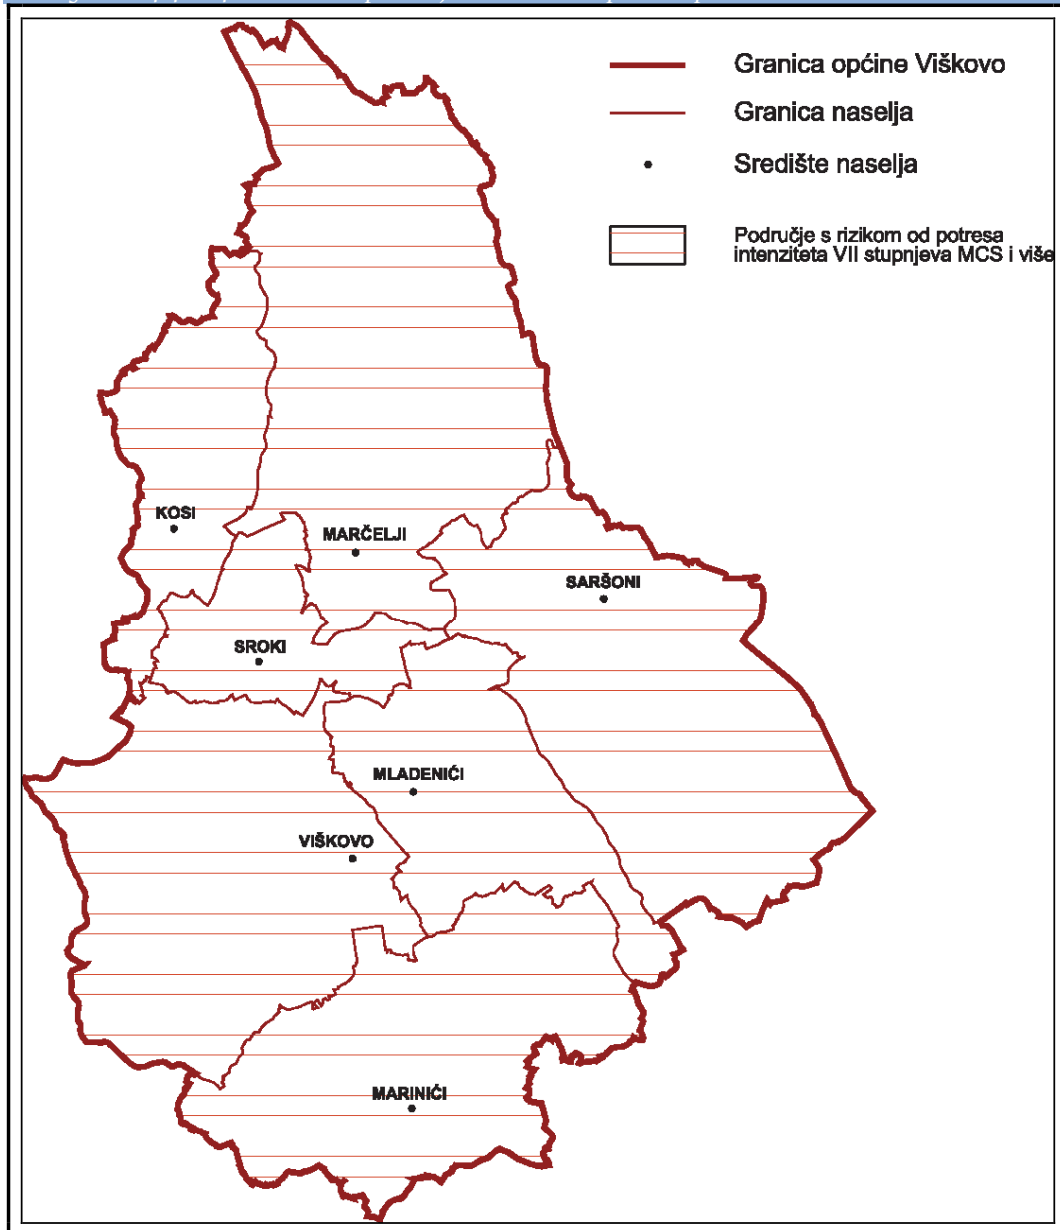 Granica općine Viškovo
Granica naselja
Središte naselja
Područje s rizikom od potresa
intenziteta VII stupnjeva MCS i više
KOSI
MARČELJI
SARŠONI
SROKI
MLADENIĆI
VIŠKOVO
MARINIĆI